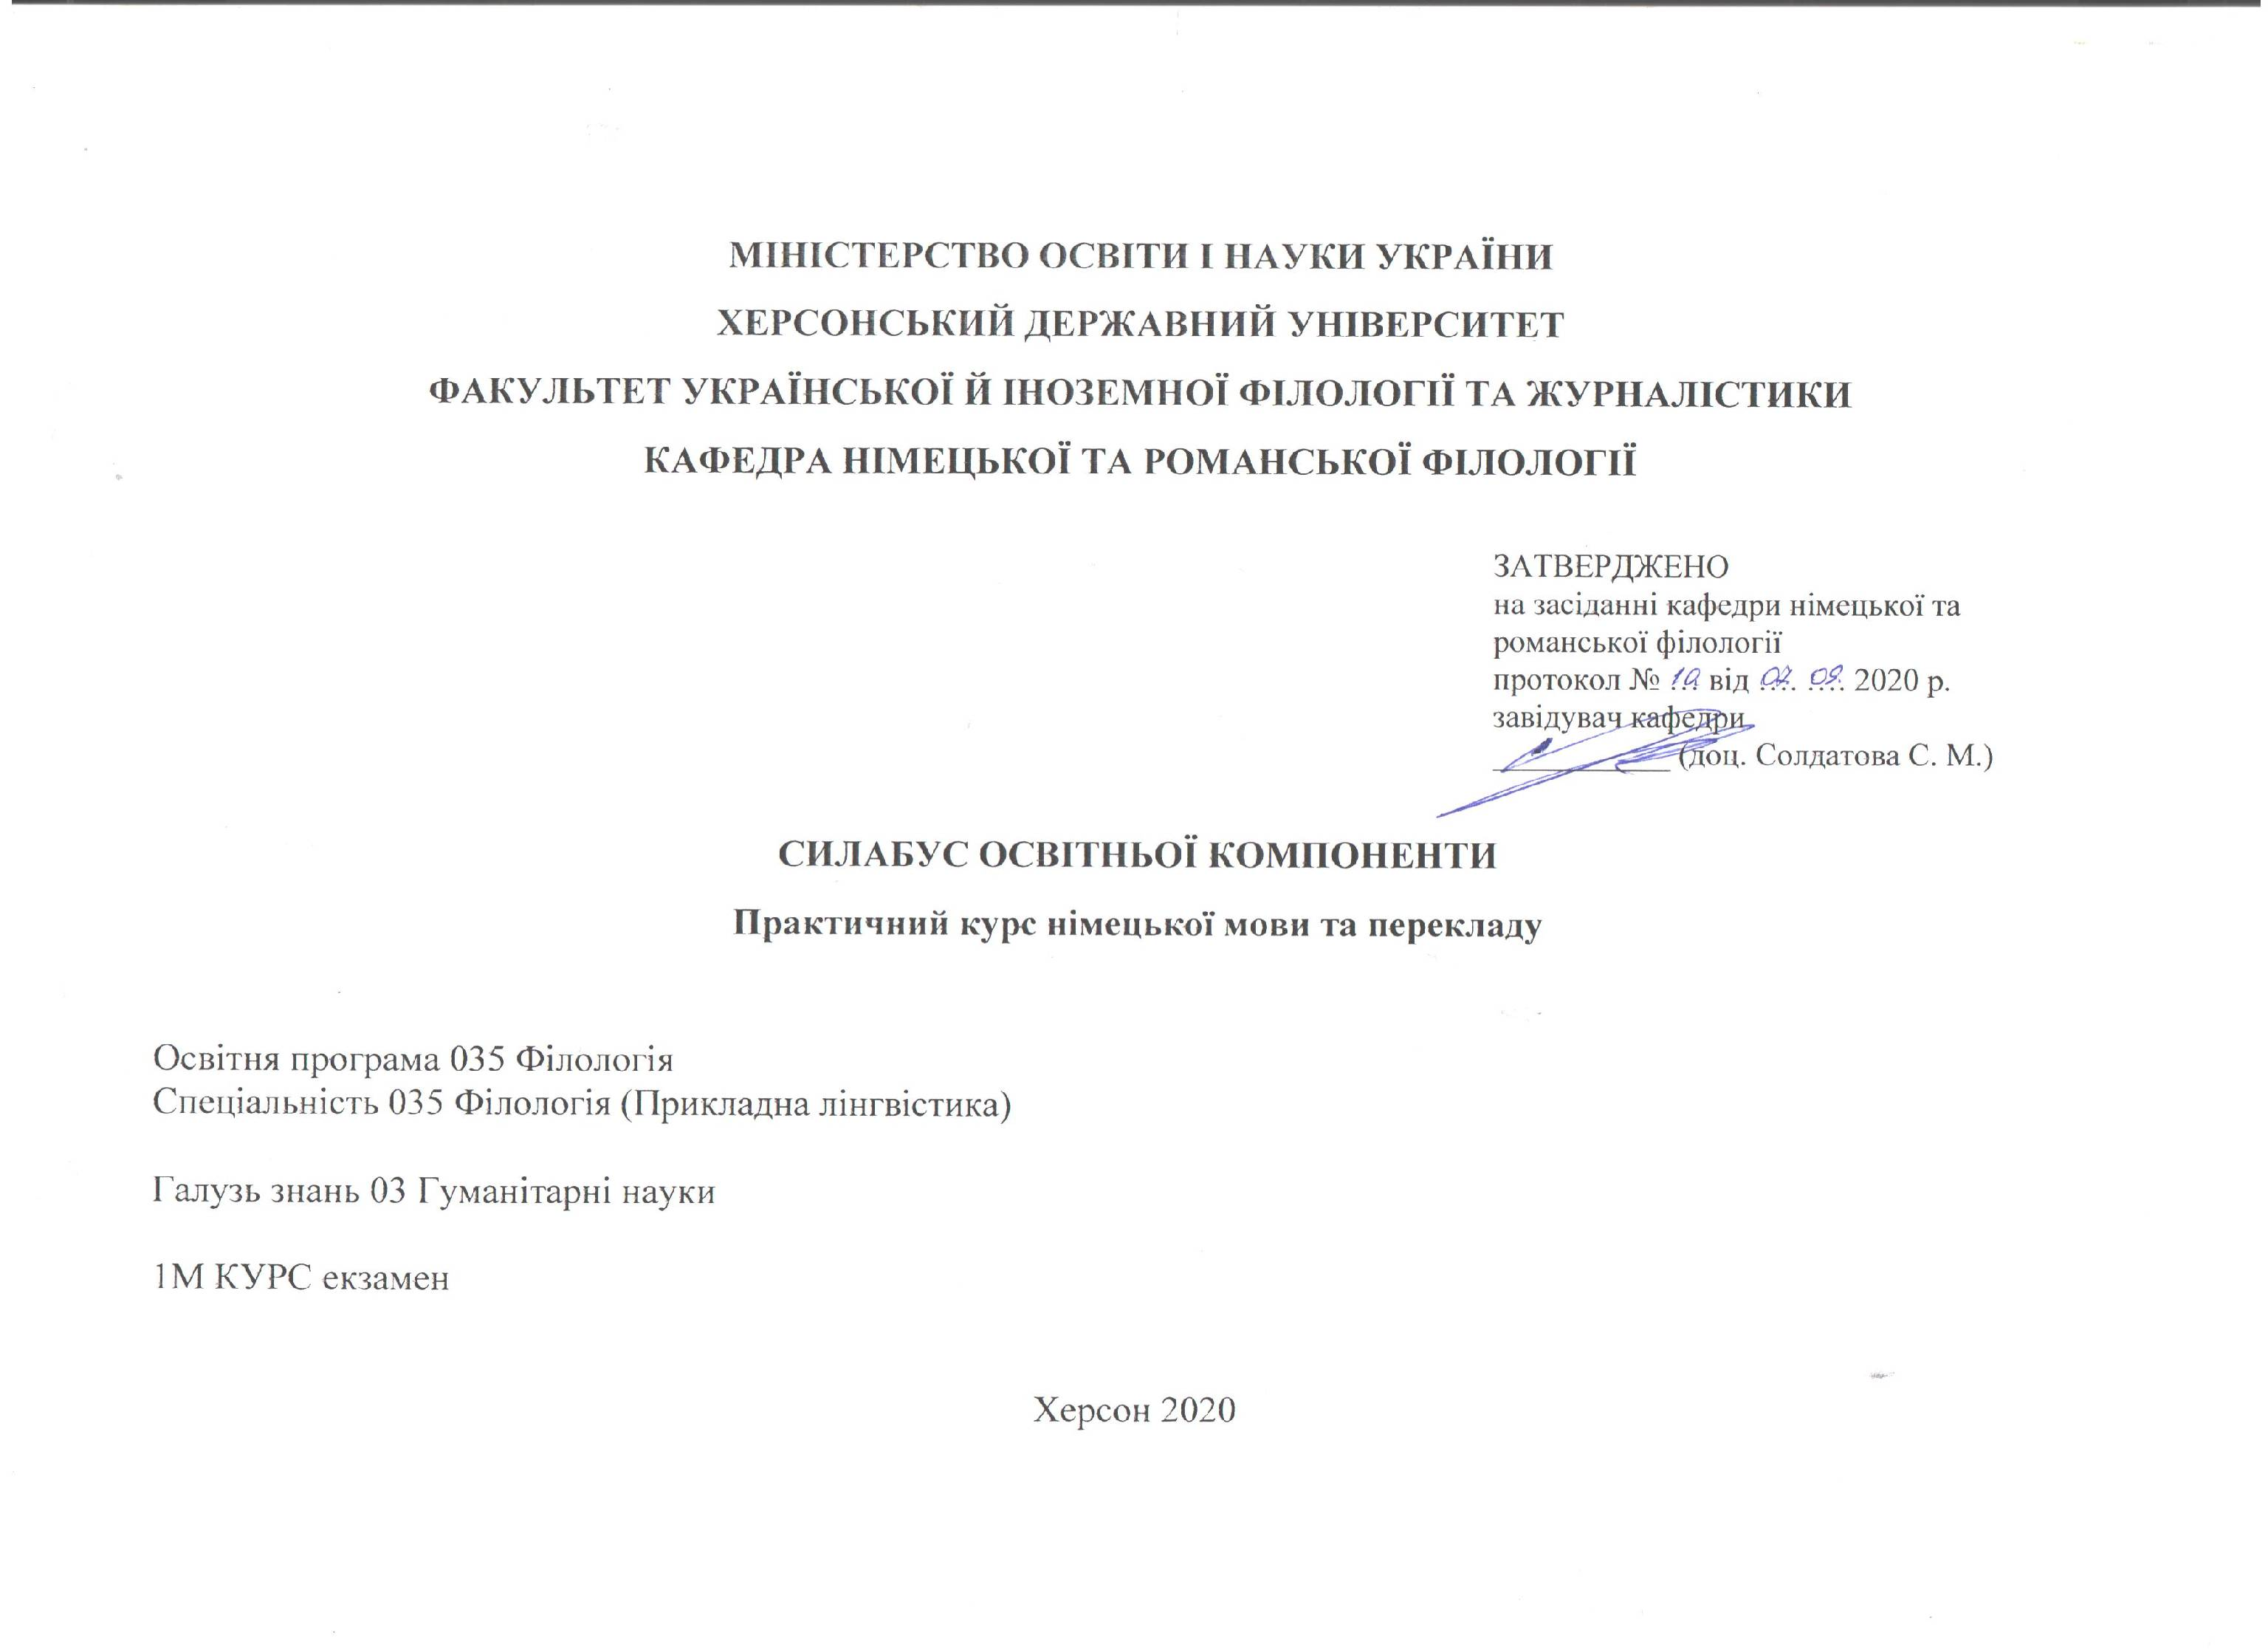 МІНІСТЕРСТВО ОСВІТИ І НАУКИ УКРАЇНИ
ХЕРСОНСЬКИЙ ДЕРЖАВНИЙ УНІВЕРСИТЕТ
ФАКУЛЬТЕТ УКРАЇНСЬКОЇ Й ІНОЗЕМНОЇ ФІЛОЛОГІЇ ТА ЖУРНАЛІСТИКИ
КАФЕДРА НІМЕЦЬКОЇ ТА РОМАНСЬКОЇ ФІЛОЛОГІЇ
ЗАТВЕРДЖЕНО
на засіданні кафедри німецької та
романської філології
протокол № від 09. 2020 р.
завідувач кафедри
(доц. Солдатова С. М.)
СИЛАБУС ОСВІТНЬОЇ КОМПОНЕНТИ
Практичний курс німецької мови та перекладу
Освітня програма 035 Філологія
Спеціальність 035 Філологія (Прикладна лінгвістика)
Галузь знань 03 Гуманітарні науки
1М КУРС екзамен
Херсон 2020